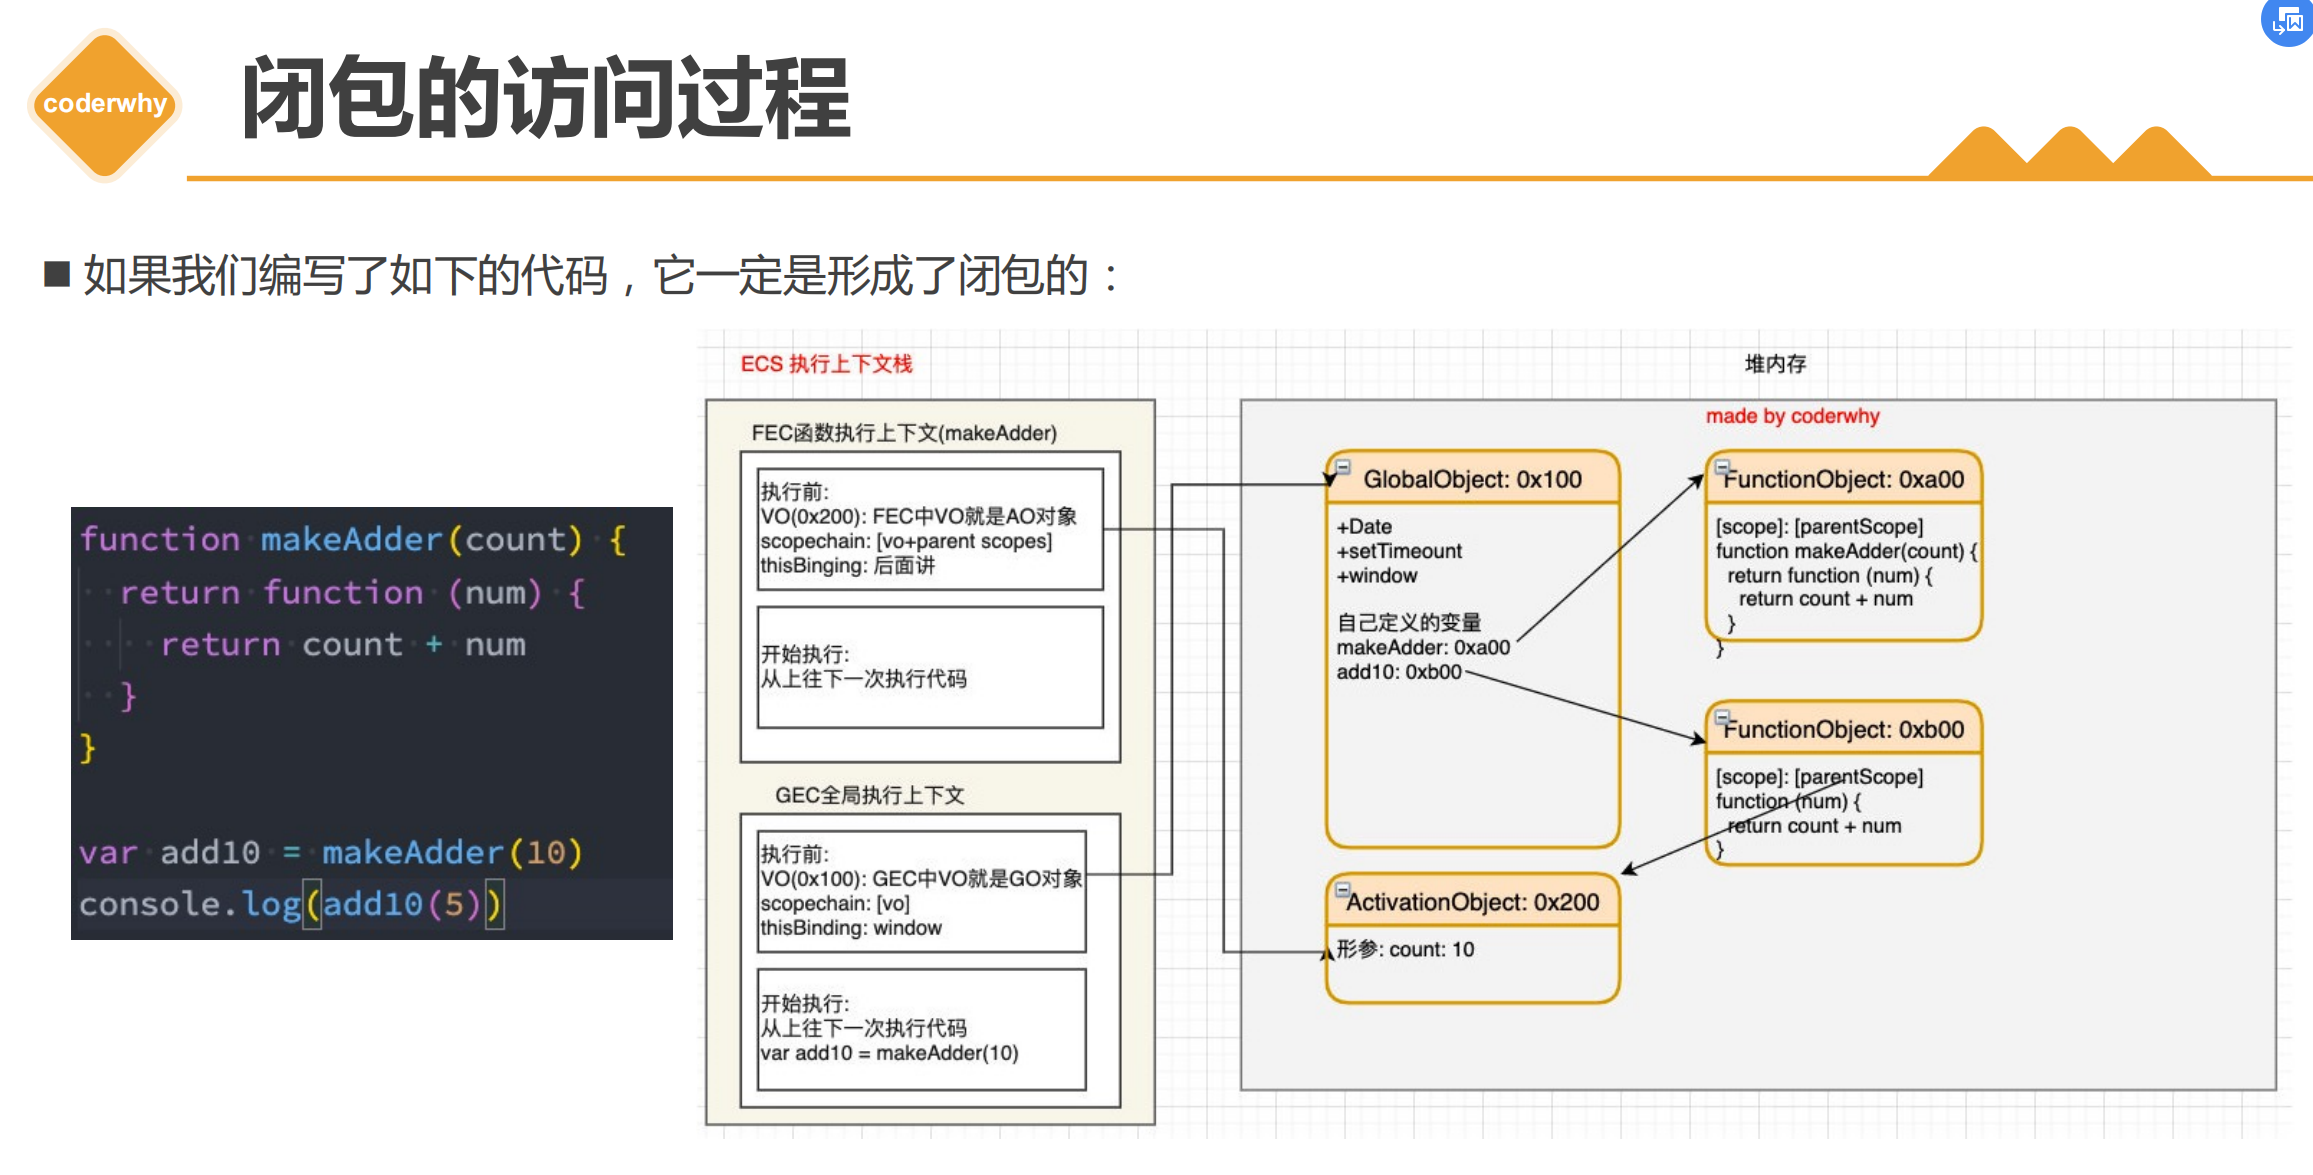 coderwhy
闭包的访问过程
如果我们编写了如下的代码，它一定是形成了闭包的：
function makeAdder(count) {
return function (num) {
return count + num
}
}
var add10 = makeAdder(10)
console.log(add10(5))
ECS 执行上下文栈
FEC函数执行上下文(makeAdder)
执行前:
VO(0x200): FEC中VO就是AO对象
scopechain: [vo+parent scopes]
thisBinging: 后面讲
开始执行:
从上往下一次执行代码
GEC全局执行上下文
执行前:
VO(0x100): GEC中VO就是GO对象
scopechain: [vo]
thisBinding: window
开始执行:
从上往下一次执行代码
var add10 = makeAdder(10)
堆内存
made by coderwhy
GlobalObject: 0x100
+Date
+setTimeount
+window
自己定义的变量
makeAdder: 0xa00
add10: 0xb00
FunctionObject: 0xa00
[scope]: [parentScope]
function makeAdder(count) {
return function (num) {
return count + num
}
}
FunctionObject: 0xb00
[scope]: [parentScope]
function (num) {
return count + num
}
ActivationObject: 0x200
形参: count: 10